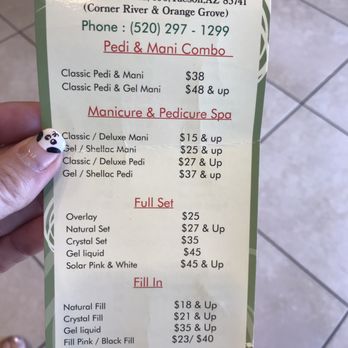 Tucson, AZ 85741
(Corner River & Orange Grove)
Phone : (520) 297 - 1299
Pedi & Mani Combo
Classic Pedi & Mani $38
Classic Pedi & Gel Mani $48 & up
Manicure & Pedicure Spa
Classic / Deluxe Mani $15 & up
Gel / Shellac Mani $25 & up
Classic / Deluxe Pedi $27 & Up
Gel / Shellac Pedi $37 & up
Full Set
Overlay $25
Natural Set $27 & Up
Crystal Set $35
Gel liquid $45
Solar Pink & White $45 & Up
Fill In
Natural Fill $18 & Up
Crystal Fill $21 & Up
Gel liquid $35 & Up
Fill Pink / Black Fill $23/ $40